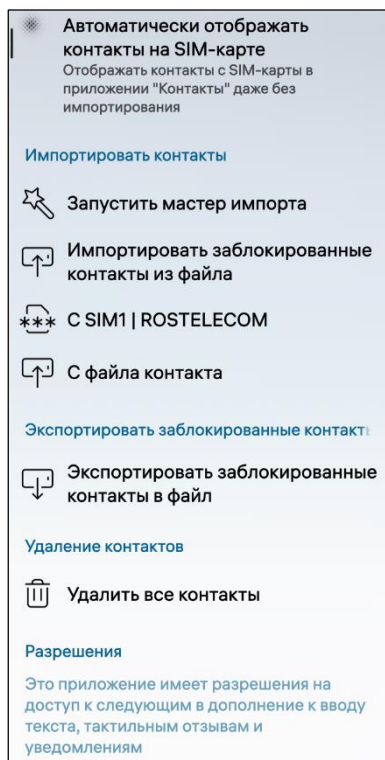 Автоматически отображать
контакты на SIM-карте
Отображать контакты с SIM-карты в
приложении "Контакты" даже без
импортирования
Импортировать контакты
Запустить мастер импорта
Импортировать заблокированные
контакты из файла
С SIM1 | ROSTELECOM
С файла контакта
Экспортировать заблокированные контакты
Экспортировать заблокированные
контакты в файл
Удаление контактов
Удалить все контакты
Разрешения
Это приложение имеет разрешения на
доступ к следующим в дополнение к вводу
текста, тактильным отзывам и
уведомлениям